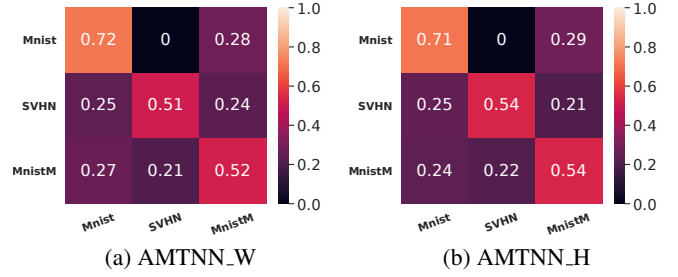 Mnist 0.72 0 0.28
SVHN 0.25 0.51 0.24
MnistM 0.27 0.21 0.52
Mnist SVHN MnistM
1.0
0.8
0.6
0.4
0.2
0.0
(a) AMTNN_W
Mnist 0.71 0 0.29
SVHN 0.25 0.54 0.21
MnistM 0.24 0.22 0.54
Mnist SVHN MnistM
1.0
0.8
0.6
0.4
0.2
0.0
(b) AMTNN_H